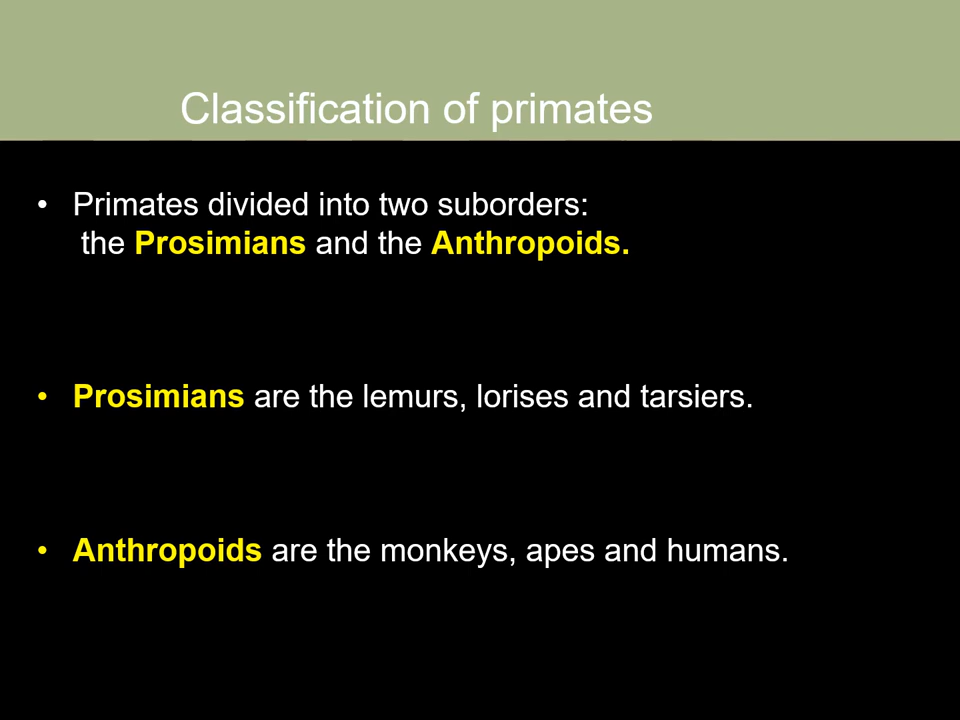 Classification of primates
• Primates divided into two suborders:
the Prosimians and the Anthropoids.
• Prosimians are the lemurs, lorises and tarsiers.
• Anthropoids are the monkeys, apes and humans.